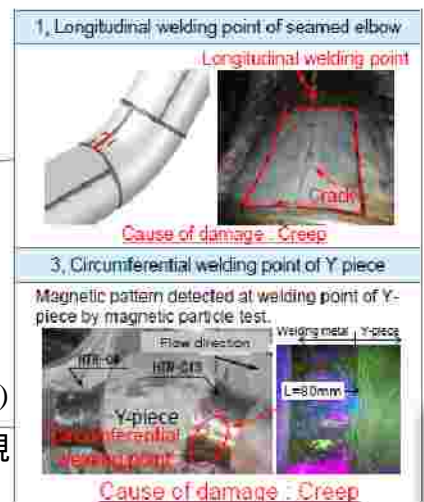 1, Longitudinal welding point of seamed elbow
Longitudinal welding point
Crack
Cause of damage : Creep
3, Circumferential welding point of Y piece
Magnetic pattern detected at welding point of Y-
piece by magnetic particle test.
Welding metal Y-piece
Flow direction
L=80mm
Y-piece
Circumferential
welding point
Cause of damage : Creep
)
視